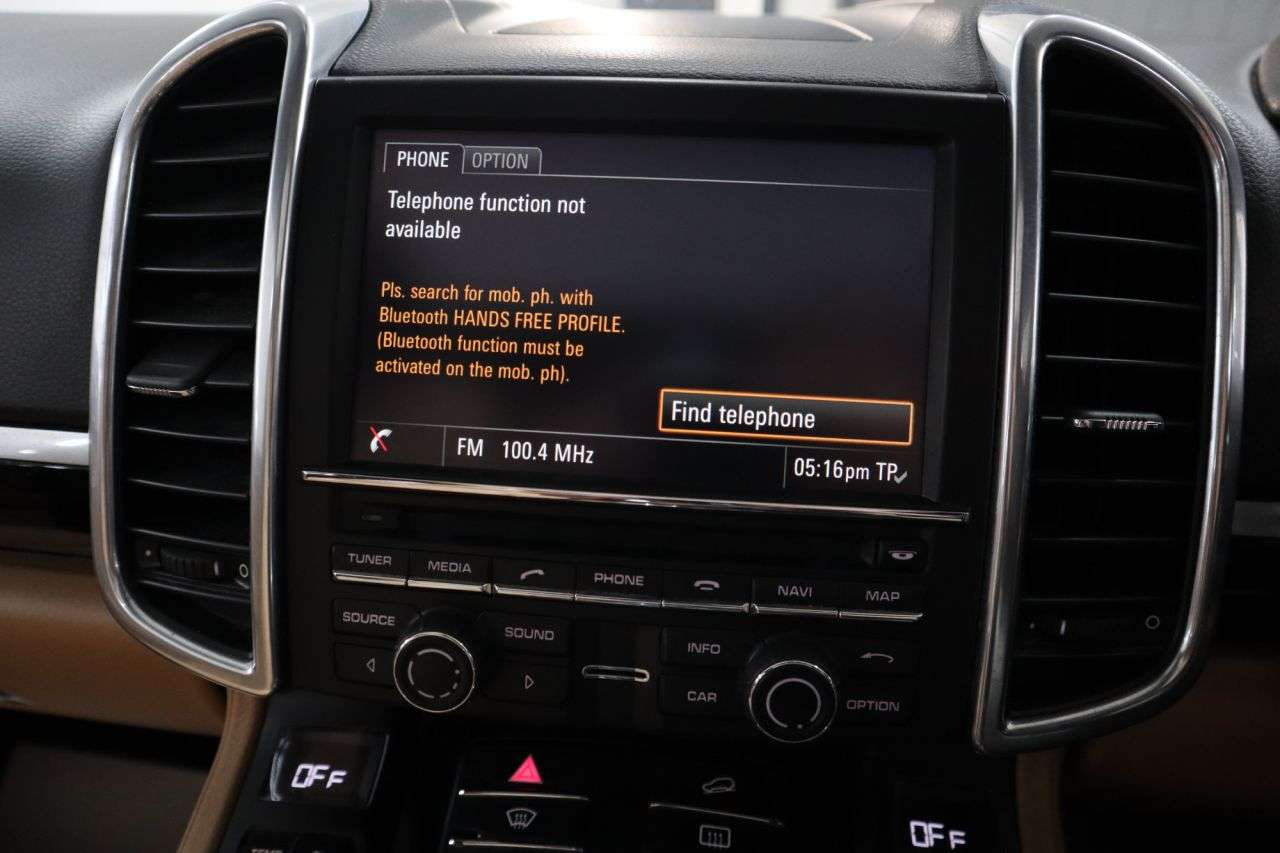 PHONE OPTION
Telephone function not
available
Pls. search for mob. ph. with
Bluetooth HANDS FREE PROFILE.
(Bluetooth function must be
activated on the mob. ph).
Find telephone
FM 100.4 MHz
05:16pm TP
TUNER MEDIA PHONE NAVI MAP
SOURCE SOUND INFO
CAR OPTION
OFF
OFF
TEMP